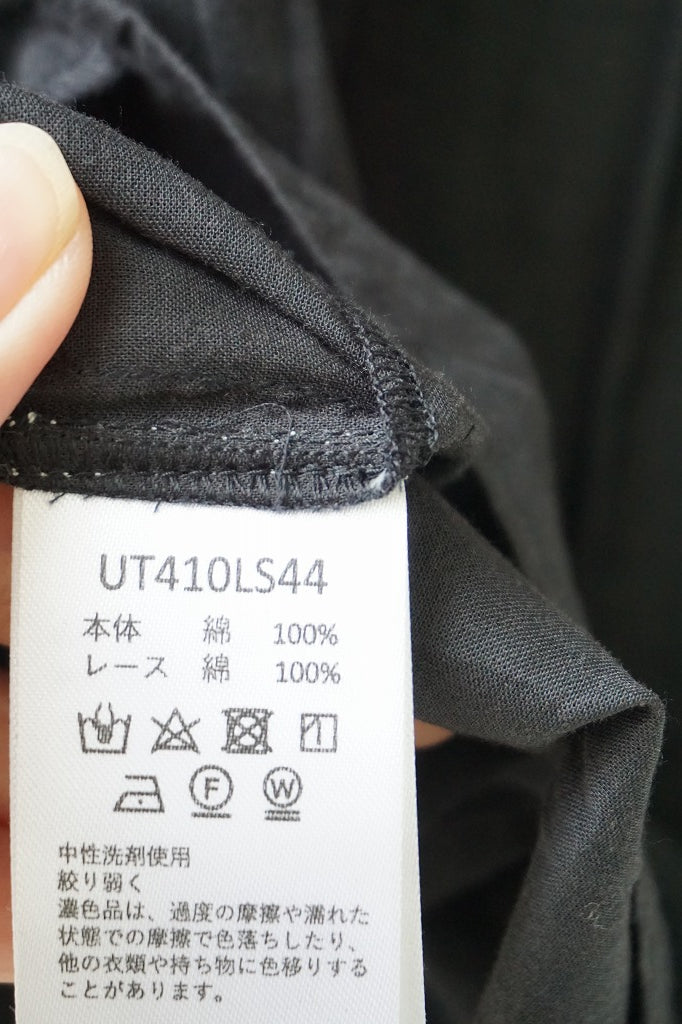 UT410LS44
本体 綿 100%
レース 綿 100%
F W
中性洗剤使用
絞り弱く
濃色品は、過度の摩擦や濡れた
状態での摩擦で色落ちしたり、
他の衣類や持ち物に色移りする
ことがあります。